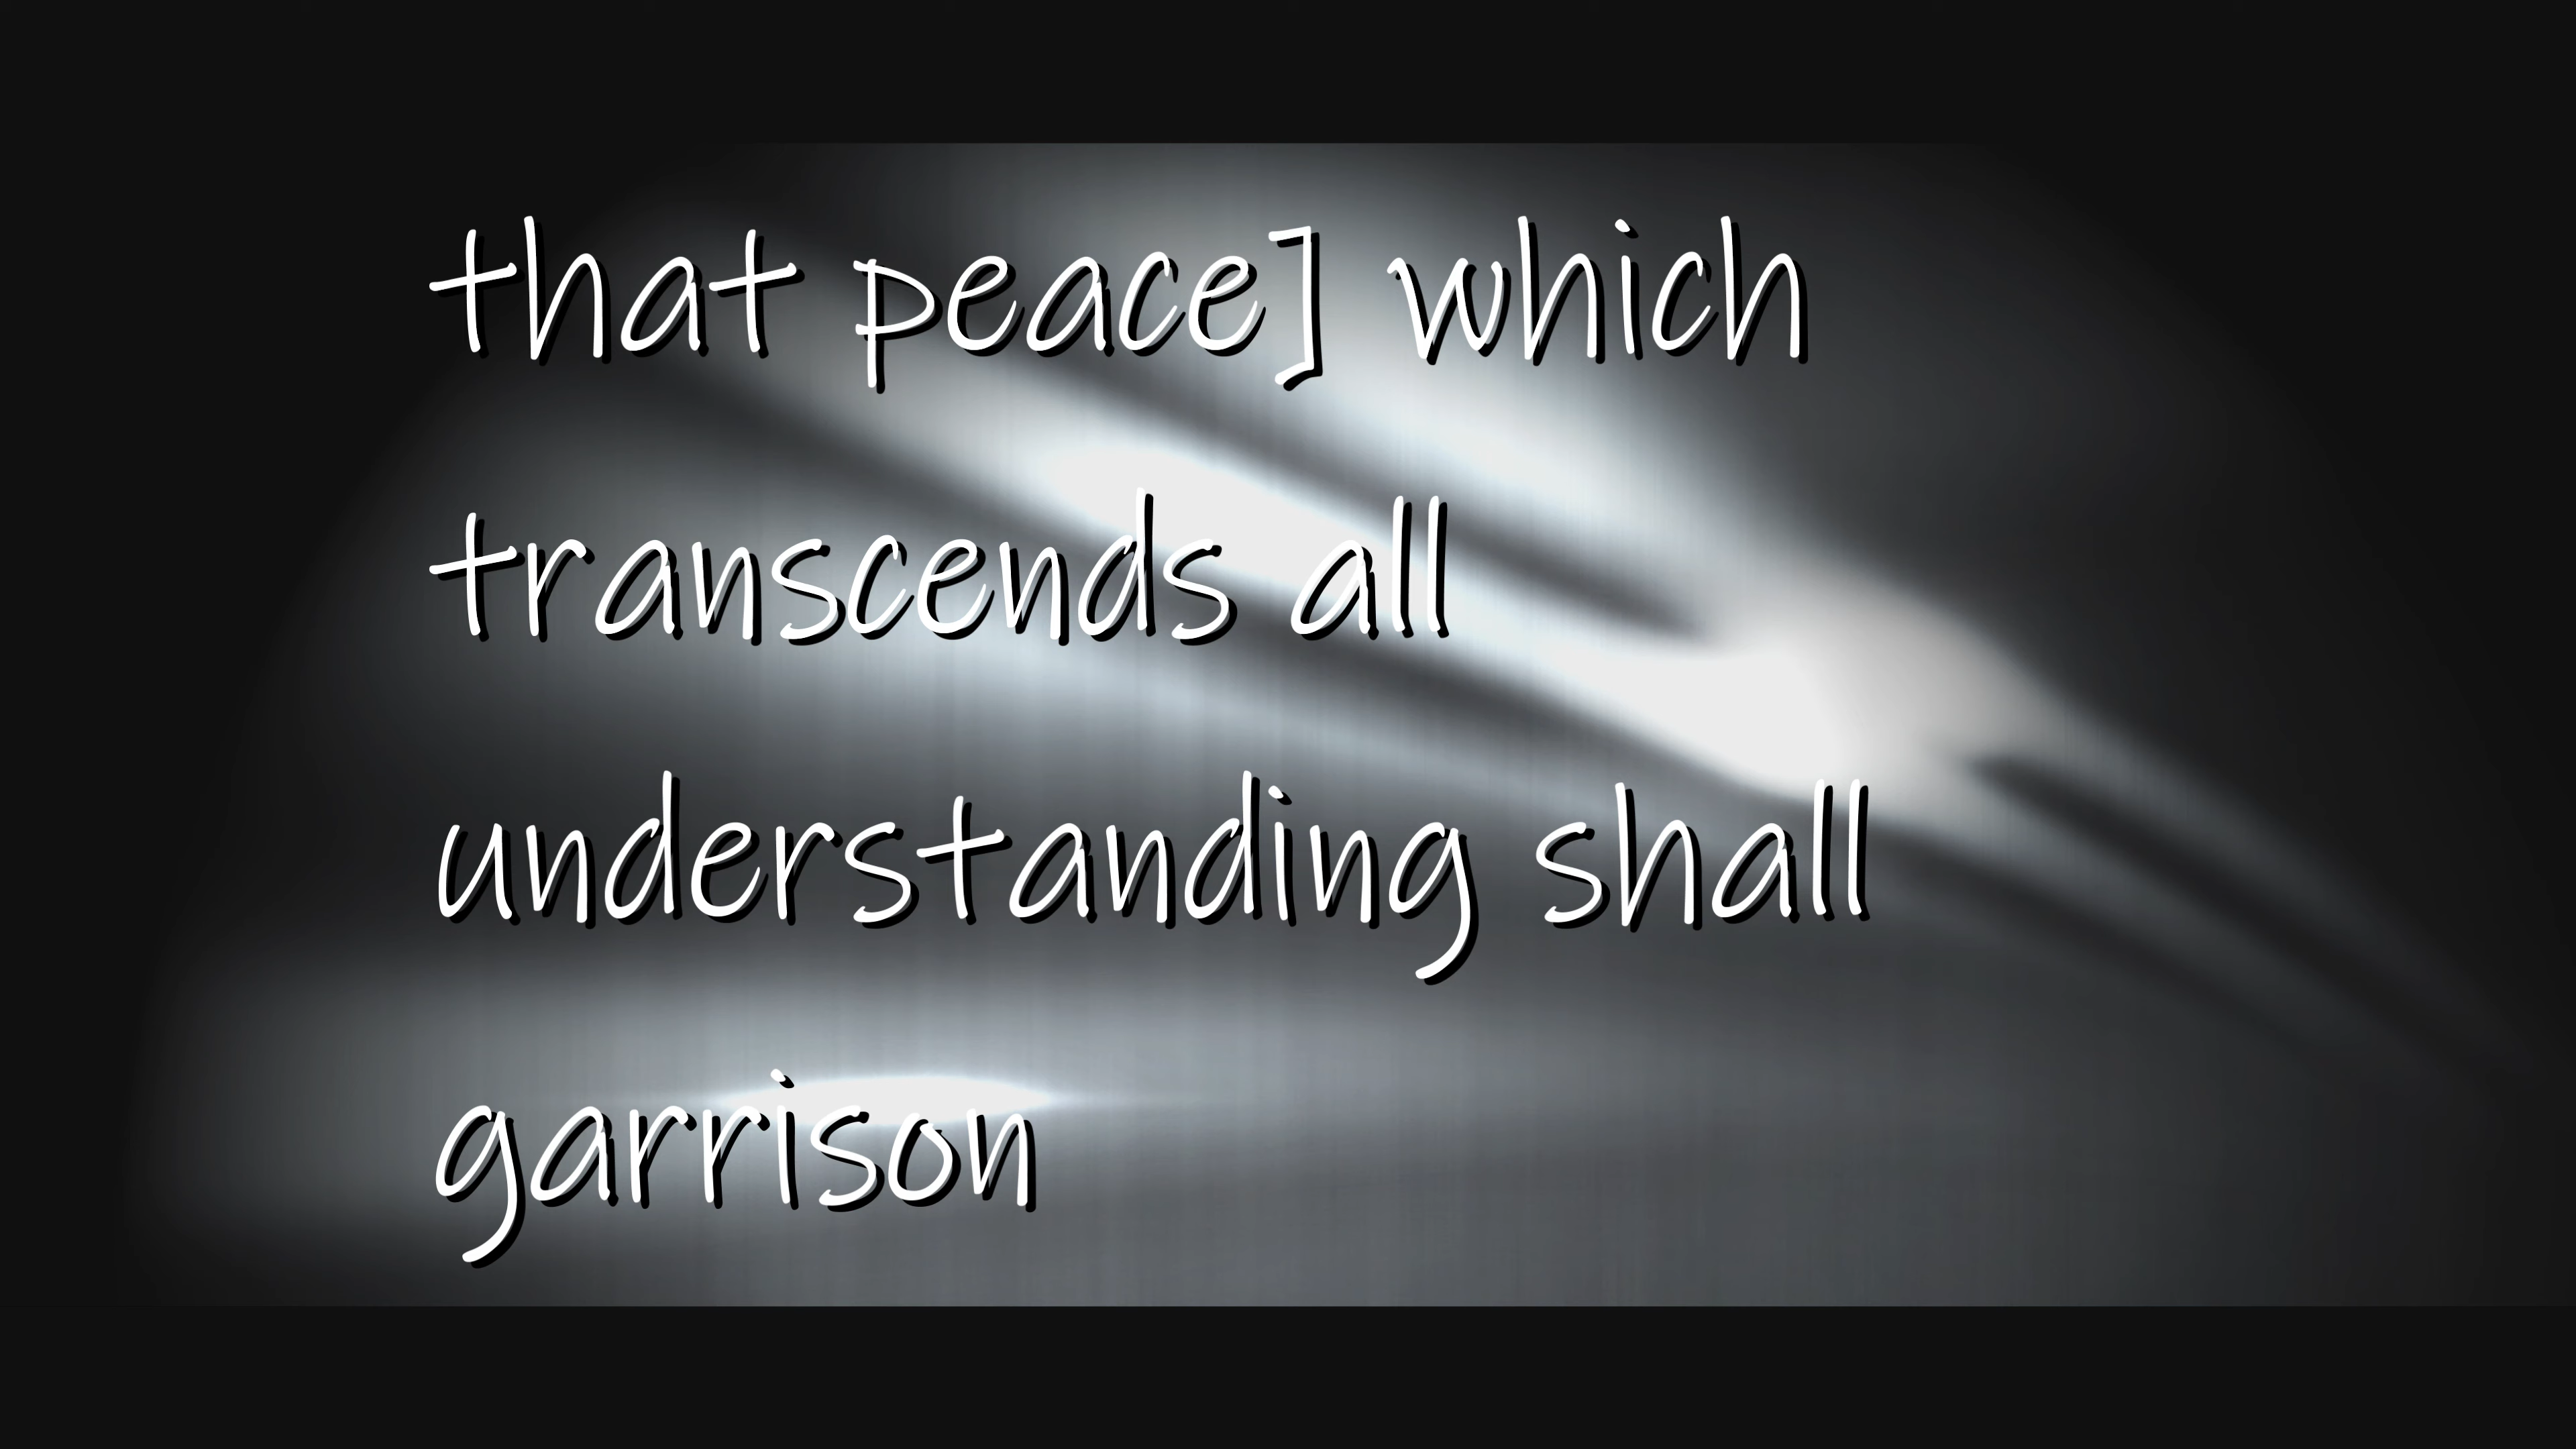 that peace] which
transcends all
understanding shall
garrison